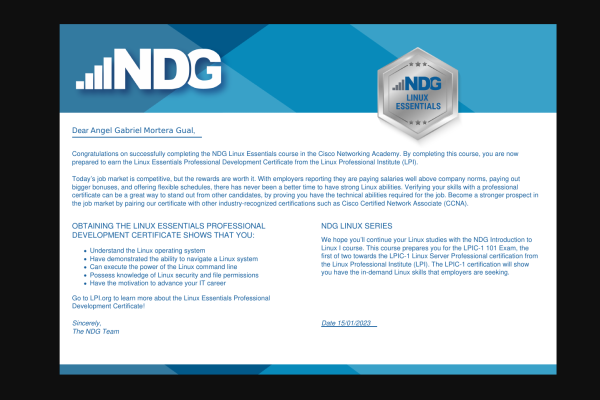 NDG
NDG
LINUX
ESSENTIALS
Dear Angel Gabriel Mortera Gual,
Congratulations on successfully completing the NDG Linux Essentials course in the Cisco Networking Academy. By completing this course, you are now
prepared to earn the Linux Essentials Professional Development Certificate from the Linux Professional Institute (LPI).
Today's job market is competitive, but the rewards are worth it. With employers reporting they are paying salaries well above company norms, paying out
bigger bonuses, and offering flexible schedules, there has never been a better time to have strong Linux abilities. Verifying your skills with a professional
certificate can be a great way to stand out from other candidates, by proving you have the technical abilities required for the job. Become a stronger prospect in
the job market by pairing our certificate with other industry-recognized certifications such as Cisco Certified Network Associate (CCNA).
OBTAINING THE LINUX ESSENTIALS PROFESSIONAL
DEVELOPMENT CERTIFICATE SHOWS THAT YOU:
• Understand the Linux operating system
• Have demonstrated the ability to navigate a Linux system
• Can execute the power of the Linux command line
• Possess knowledge of Linux security and file permissions
• Have the motivation to advance your IT career
Go to LPI.org to learn more about the Linux Essentials Professional
Development Certificate!
Sincerely,
The NDG Team
NDG LINUX SERIES
We hope you'll continue your Linux studies with the NDG Introduction to
Linux I course. This course prepares you for the LPIC-1 101 Exam, the
first of two towards the LPIC-1 Linux Server Professional certification from
the Linux Professional Institute (LPI). The LPIC-1 certification will show
you have the in-demand Linux skills that employers are seeking.
Date 15/01/2023